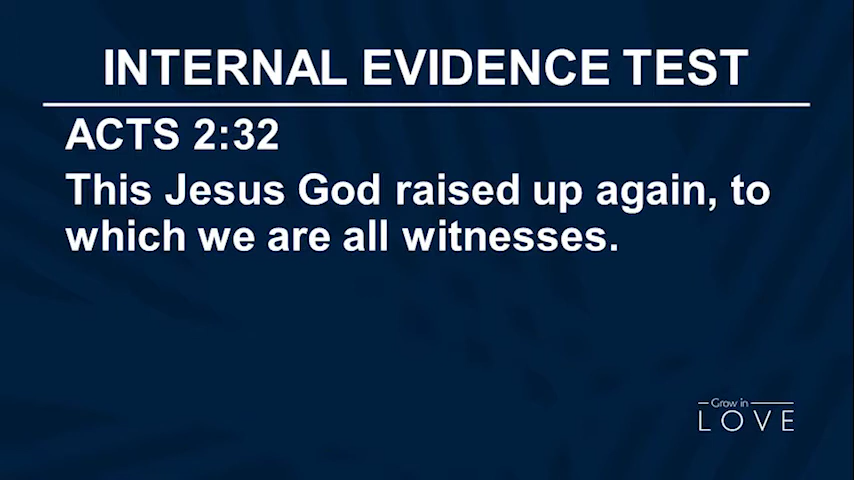 INTERNAL EVIDENCE TEST
ACTS 2:32
This Jesus God raised up again, to
which we are all witnesses.
Grow in
LOVE